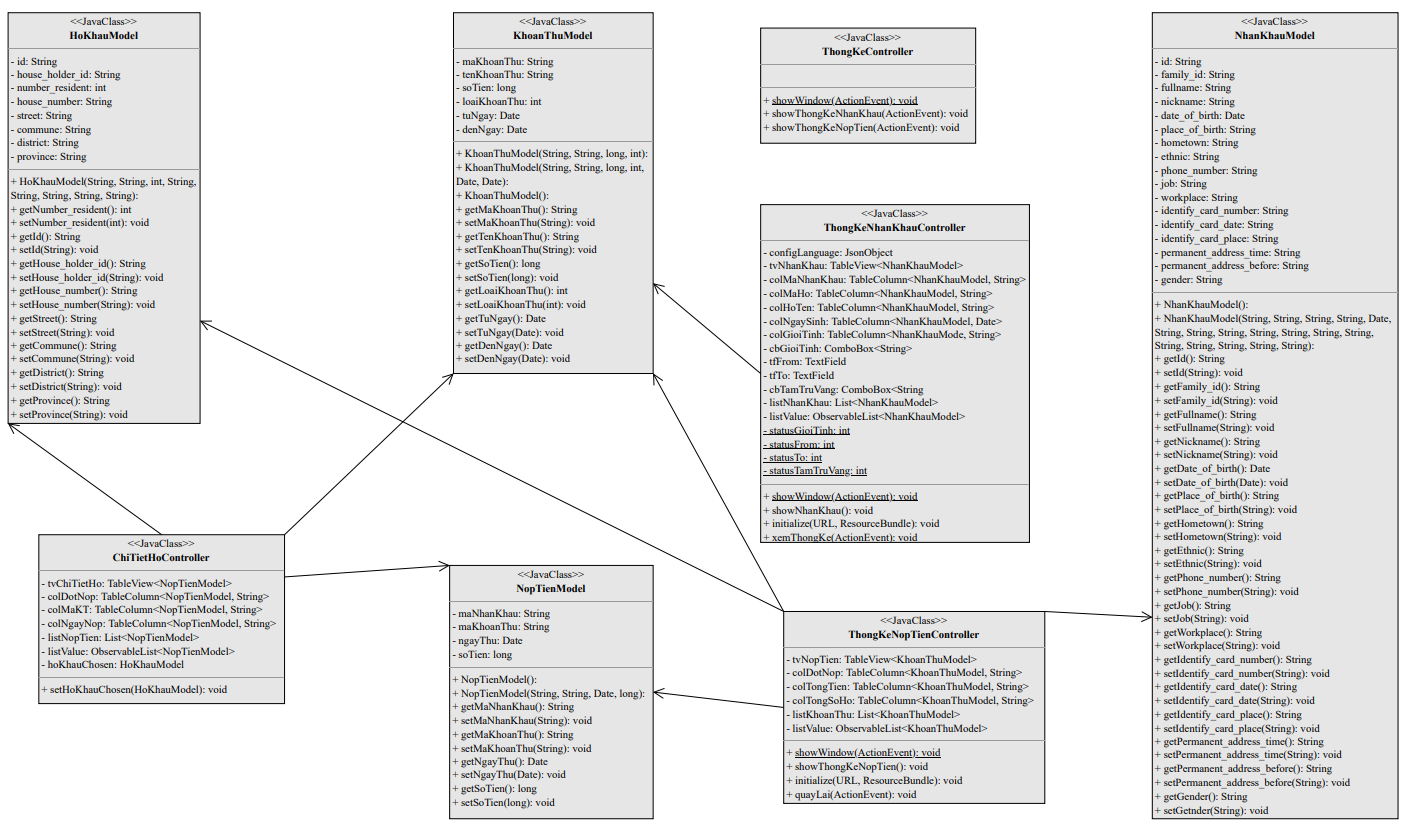 <<JavaClass>>
HoKhauModel
- id: String
- house_holder_id: String
- number_resident: int
- house_number: String
- street: String
- commune: String
- district: String
- province: String
+ HoKhauModel(String, String, int, String,
String, String, String, String):
+ getNumber_resident(): int
+ setNumber_resident(int): void
+ getId(): String
+ setId(String): void
+ getHouse_holder_id(): String
+ setHouse_holder_id(String): void
+ getHouse_number(): String
+ setHouse_number(String): void
+ getStreet(): String
+ setStreet(String): void
+ getCommune(): String
+ setCommune(String): void
+ getDistrict(): String
+ setDistrict(String): void
+ getProvince(): String
+ setProvince(String): void
<<JavaClass>>
KhoanThuModel
- maKhoanThu: String
- tenKhoanThu: String
- soTien: long
- loaiKhoanThu: int
- tuNgay: Date
- denNgay: Date
+ KhoanThuModel(String, String, long, int):
+ KhoanThuModel(String, String, long, int,
Date, Date):
+ KhoanThuModel():
+ getMaKhoanThu(): String
+ setMaKhoanThu(String): void
+ getTenKhoanThu(): String
+ setTenKhoanThu(String): void
+ getSoTien(): long
+ setSoTien(long): void
+ getLoaiKhoanThu(): int
+ setLoaiKhoanThu(int): void
+ getTuNgay(): Date
+ setTuNgay(Date): void
+ getDenNgay(): Date
+ setDenNgay(Date): void
<<JavaClass>>
ThongKeController
+ showWindow(ActionEvent): void
+ showThongKeNhanKhau(ActionEvent): void
+ showThongKeNopTien(ActionEvent): void
<<JavaClass>>
ThongKeNhanKhauController
- configLanguage: JsonObject
- tvNhanKhau: TableView<NhanKhauModel>
- colMaNhanKhau: TableColumn<NhanKhauModel, String>
- colMaHo: TableColumn<NhanKhauModel, String>
- colHoTen: TableColumn<NhanKhauModel, String>
- colNgaySinh: TableColumn<NhanKhauModel, Date>
- colGioiTinh: TableColumn<NhanKhauMode, String>
- cbGioiTinh: ComboBox<String>
- tfFrom: TextField
- tfTo: TextField
- cbTamTruVang: ComboBox<String
- listNhanKhau: List<NhanKhauModel>
- listValue: ObservableList<NhanKhauModel>
- statusGioiTinh: int
- statusFrom: int
- statusTo: int
- statusTamTruVang: int
+ showWindow(ActionEvent): void
+ showNhanKhau(): void
+ initialize(URL, ResourceBundle): void
+ xemThongKe(ActionEvent): void
<<JavaClass>>
NhanKhauModel
- id: String
- family_id: String
- fullname: String
- nickname: String
- date_of_birth: Date
- place_of_birth: String
- hometown: String
- ethnic: String
- phone_number: String
- job: String
- workplace: String
- identify_card_number: String
- identify_card_date: String
- identify_card_place: String
- permanent_address_time: String
- permanent_address_before: String
- gender: String
+ NhanKhauModel():
+ NhanKhauModel(String, String, String, String, Date,
String, String, String, String, String, String, String,
String, String, String, String, String):
+ getId(): String
+ setId(String): void
+ getFamily_id(): String
+ setFamily_id(String): void
+ getFullname(): String
+ setFullname(String): void
+ getNickname(): String
+ setNickname(String): void
+ getDate_of_birth(): Date
+ setDate_of_birth(Date): void
+ getPlace_of_birth(): String
+ setPlace_of_birth(String): void
+ getHometown(): String
+ setHometown(String): void
+ getEthnic(): String
+ setEthnic(String): void
+ getPhone_number(): String
+ setPhone_number(String): void
+ getJob(): String
+ setJob(String): void
+ getWorkplace(): String
+ setWorkplace(String): void
+ getIdentify_card_number(): String
+ setIdentify_card_number(String): void
+ getIdentify_card_date(): String
+ setIdentify_card_date(String): void
+ getIdentify_card_place(): String
+ setIdentify_card_place(String): void
+ getPermanent_address_time(): String
+ setPermanent_address_time(String): void
+ getPermanent_address_before(): String
+ setPermanent_address_before(String): void
+ getGender(): String
+ setGetnder(String): void
<<JavaClass>>
ChiTietHoController
- tvChiTietHo: TableView<NopTienModel>
- colDotNop: TableColumn<NopTienModel, String>
- colMaKT: TableColumn<NopTienModel, String>
- colNgayNop: TableColumn<NopTienModel, String>
- listNopTien: List<NopTienModel>
- listValue: ObservableList<NopTienModel>
- hoKhauChosen: HoKhauModel
+ setHoKhauChosen(HoKhauModel): void
<<JavaClass>>
NopTienModel
- maNhanKhau: String
- maKhoanThu: String
- ngayThu: Date
- soTien: long
+ NopTienModel():
+ NopTienModel(String, String, Date, long):
+ getMaNhanKhau(): String
+ setMaNhanKhau(String): void
+ getMaKhoanThu(): String
+ setMaKhoanThu(String): void
+ getNgayThu(): Date
+ setNgayThu(Date): void
+ getSoTien(): long
+ setSoTien(long): void
<<JavaClass>>
ThongKeNopTienController
- tvNopTien: TableView<KhoanThuModel>
- colDotNop: TableColumn<KhoanThuModel, String>
- colTongTien: TableColumn<KhoanThuModel, String>
- colTongSoHo: TableColumn<KhoanThuModel, String>
- listKhoanThu: List<KhoanThuModel>
- listValue: ObservableList<KhoanThuModel>
+ showWindow(ActionEvent): void
+ showThongKeNopTien(): void
+ initialize(URL, ResourceBundle): void
+ quayLai(ActionEvent): void